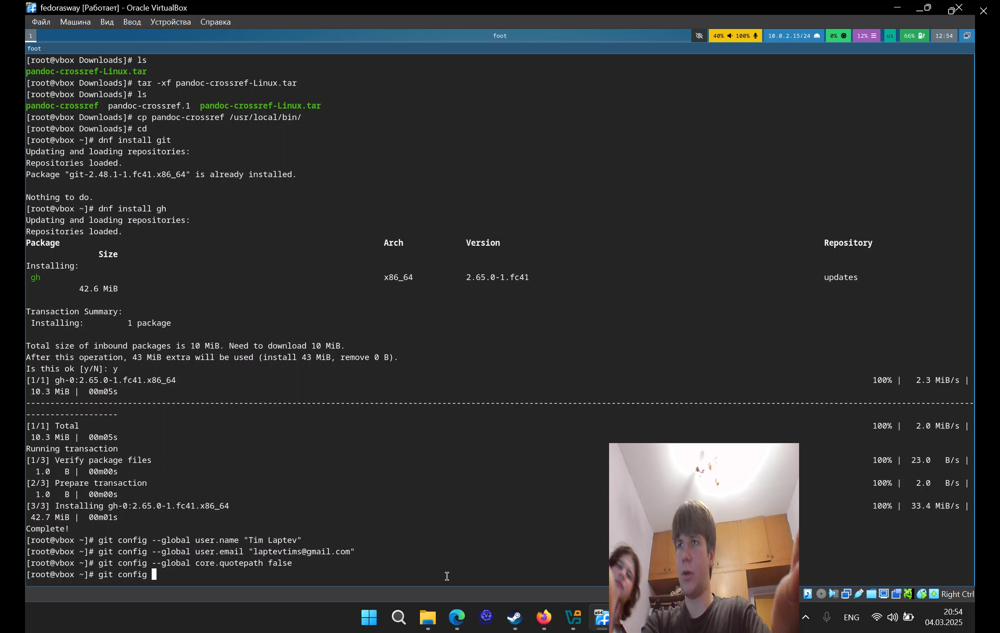 fedorasway [Работает] - Oracle VirtualBox
Файл Машина Вид Ввод Устройства Справка
1 foot 40% 100% 10.0.2.15/24 0% 12% us 66% 12:54
foot
[root@vbox Downloads]# ls
pandoc-crossref-Linux.tar
[root@vbox Downloads]# tar -xf pandoc-crossref-Linux.tar
[root@vbox Downloads]# ls
pandoc-crossref pandoc-crossref.1 pandoc-crossref-Linux.tar
[root@vbox Downloads]# cp pandoc-crossref /usr/local/bin/
[root@vbox Downloads]# cd
[root@vbox ~]# dnf install git
Updating and loading repositories:
Repositories loaded.
Package "git-2.48.1-1.fc41.x86_64" is already installed.
Nothing to do.
[root@vbox ~]# dnf install gh
Updating and loading repositories:
Repositories loaded.
Package Arch Version Repository
Size
Installing:
gh x86_64 2.65.0-1.fc41 updates
42.6 MiB
Transaction Summary:
Installing: 1 package
Total size of inbound packages is 10 MiB. Need to download 10 MiB.
After this operation, 43 MiB extra will be used (install 43 MiB, remove 0 B).
Is this ok [y/N]: y
[1/1] gh-0:2.65.0-1.fc41.x86_64 100% | 2.3 MiB/s |
10.3 MiB | 00m05s
--------------------------------------------------------------------------------------------------------------------------------------------------------------------------------------------------------------------
-------------------
[1/1] Total 100% | 2.0 MiB/s |
10.3 MiB | 00m05s
Running transaction
[1/3] Verify package files 100% | 23.0 B/s |
1.0 B | 00m00s
[2/3] Prepare transaction 100% | 2.0 B/s |
1.0 B | 00m00s
[3/3] Installing gh-0:2.65.0-1.fc41.x86_64 100% | 33.4 MiB/s |
42.7 MiB | 00m01s
Complete!
[root@vbox ~]# git config --global user.name "Tim Laptev"
[root@vbox ~]# git config --global user.email "laptevtims@gmail.com"
[root@vbox ~]# git config --global core.quotepath false
[root@vbox ~]# git config
Right Ctrl
x64
ENG 20:54
04.03.2025